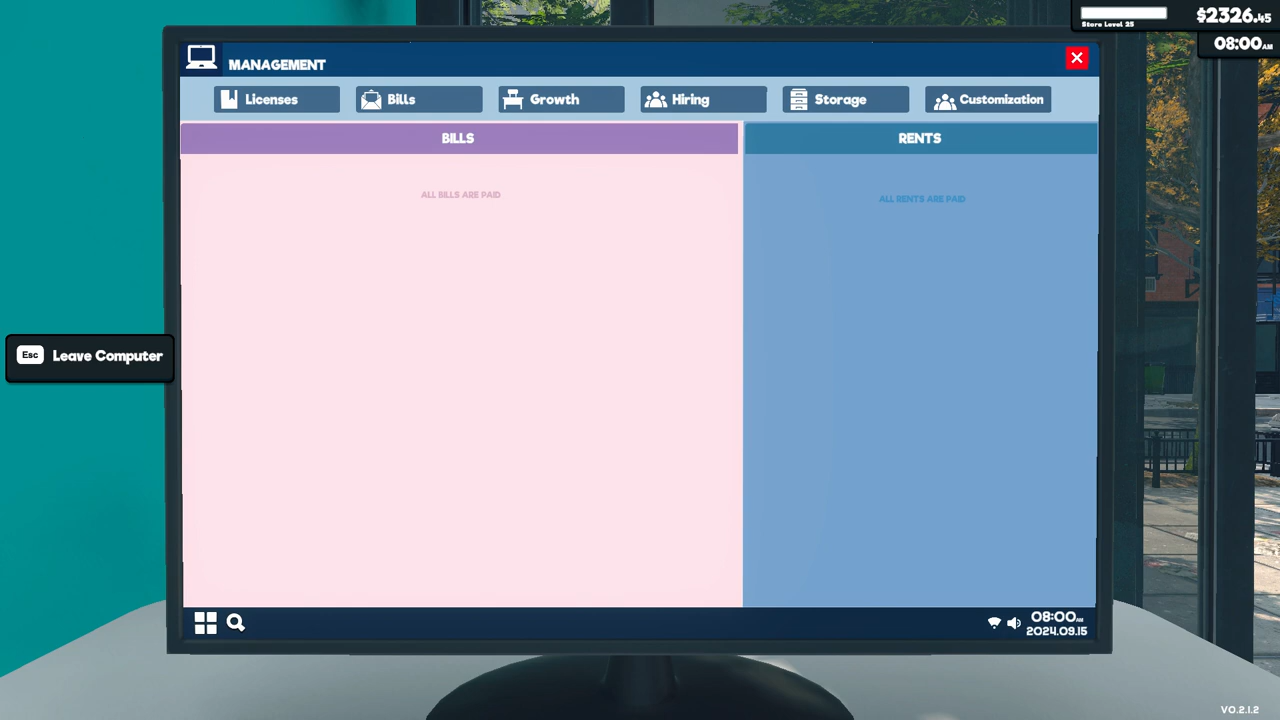 $2326.45
Store Level 25
08:00AM
MANAGEMENT
Licenses
Bills
Growth
Hiring
Storage
Customization
BILLS
RENTS
ALL BILLS ARE PAID
ALL RENTS ARE PAID
Esc Leave Computer
08:00AM
2024.09.15
V0.2.1.2